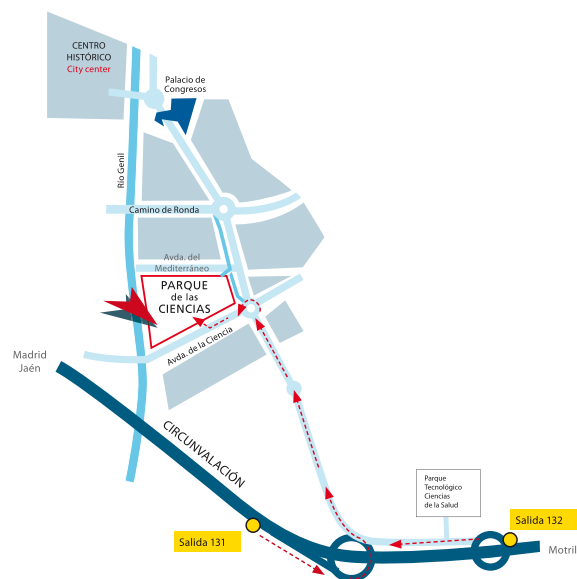 CENTRO
HISTÓRICO
City center
Palacio de
Congresos
Río Genil
Camino de Ronda
Avda. del
Mediterráneo
PARQUE
de las
CIENCIAS
Avda. de la Ciencia
Madrid
Jaén
CIRCUNVALACIÓN
Parque
Tecnológico
Ciencias
de la Salud
Salida 132
Salida 131
Motril